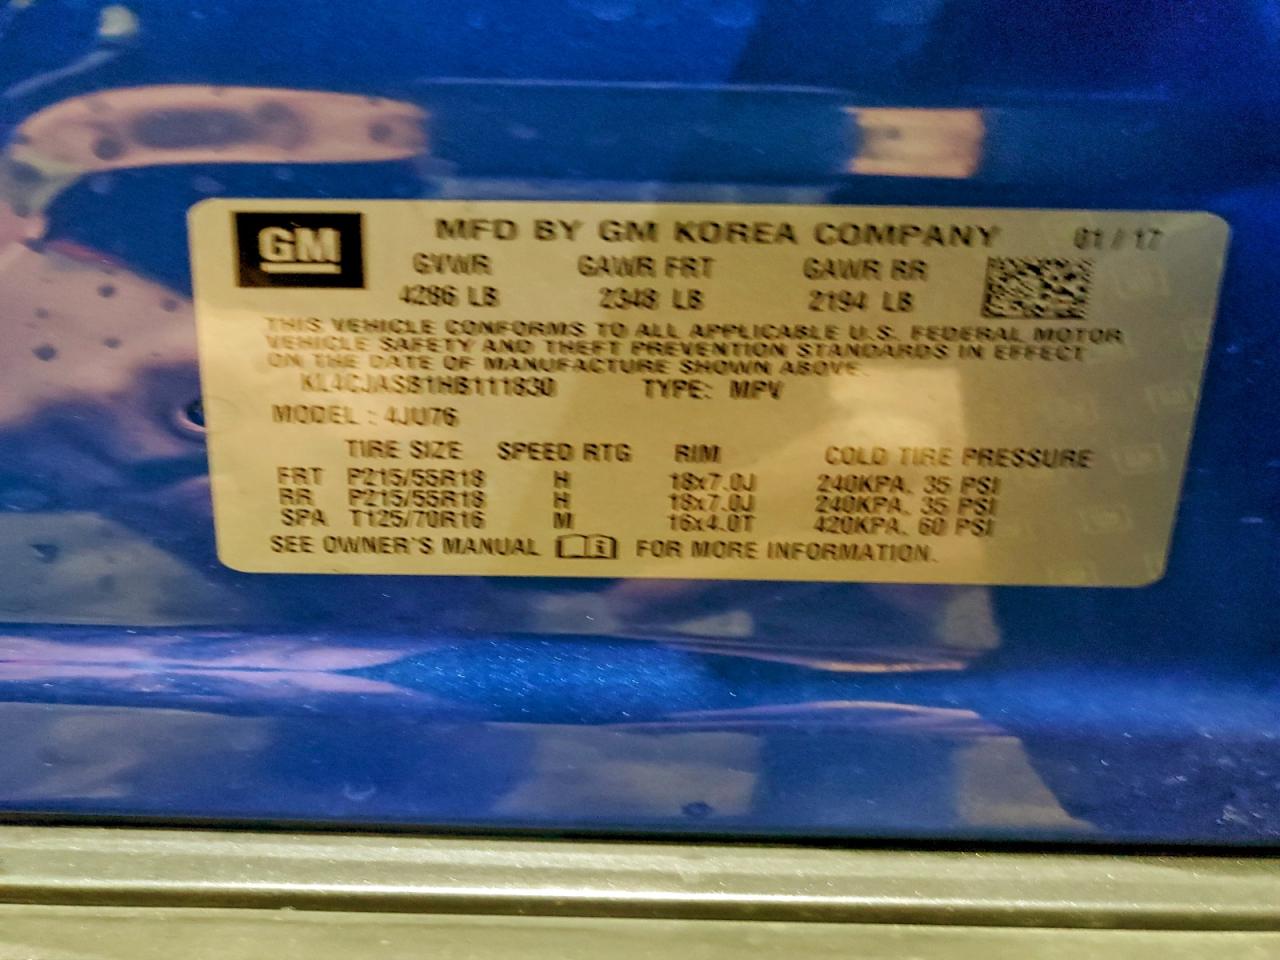 GM MFD BY GM KOREA COMPANY 01 / 17
GVWR GAWR FRT GAWR RR
4286 LB 2348 LB 2194 LB
THIS VEHICLE CONFORMS TO ALL APPLICABLE U.S. FEDERAL MOTOR
VEHICLE SAFETY AND THEFT PREVENTION STANDARDS IN EFFECT
ON THE DATE OF MANUFACTURE SHOWN ABOVE.
KL4CJASB1HB111830 TYPE: MPV
MODEL : 4JU76
TIRE SIZE SPEED RTG RIM COLD TIRE PRESSURE
FRT P215/55R18 H 18x7.0J 240KPA. 35 PSI
RR P215/55R18 H 18x7.0J 240KPA. 35 PSI
SPA T125/70R16 M 16x4.0T 420KPA. 60 PSI
SEE OWNER'S MANUAL FOR MORE INFORMATION.